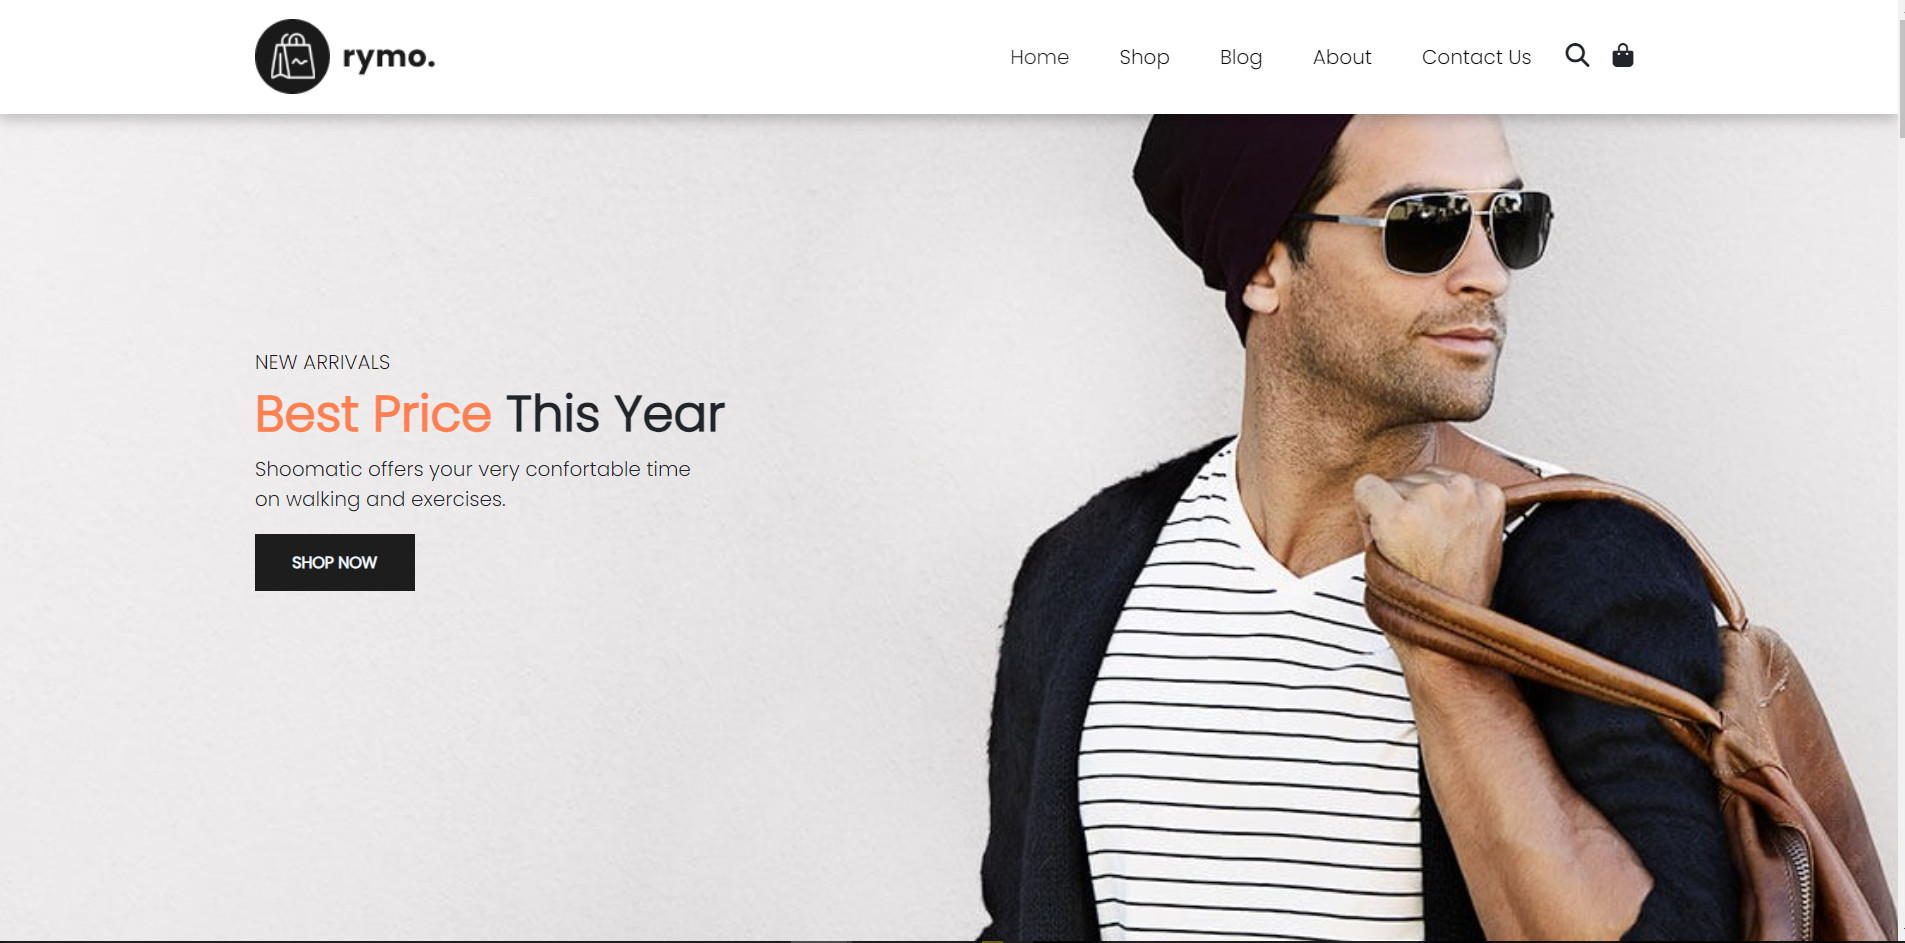 rymo.
Home Shop Blog About Contact Us
NEW ARRIVALS
Best Price This Year
Shoomatic offers your very confortable time
on walking and exercises.
SHOP NOW